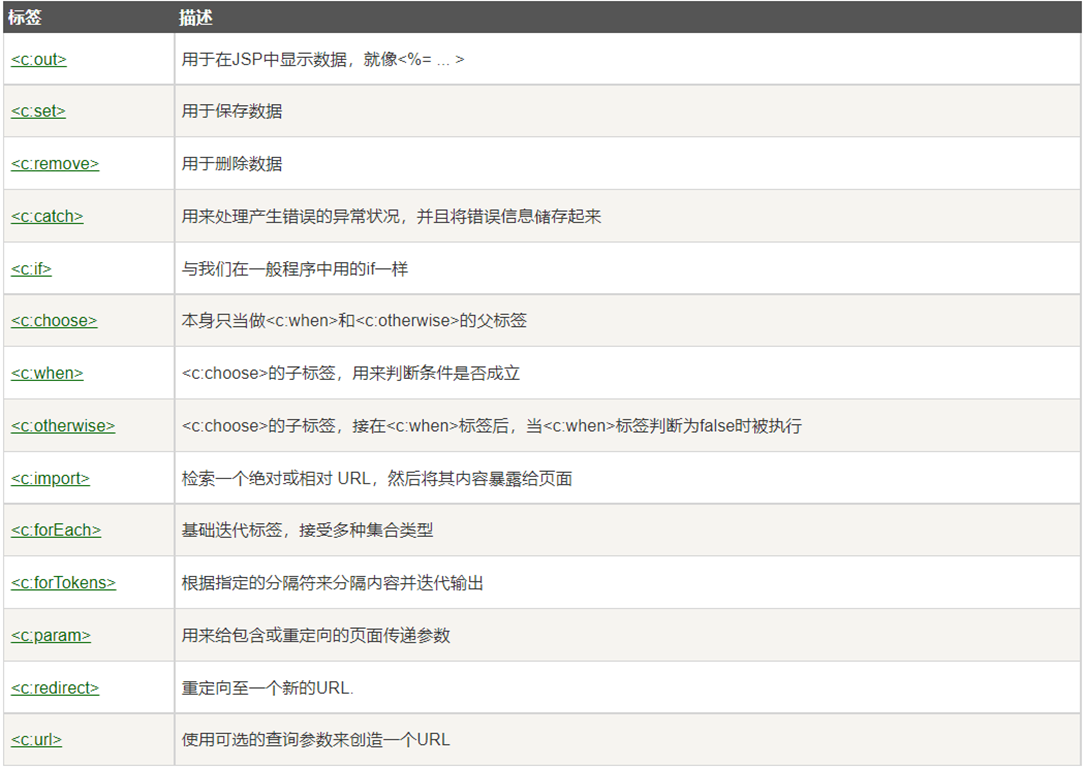 标签 描述
<c:out> 用于在JSP中显示数据，就像<%= ... >
<c:set> 用于保存数据
<c:remove> 用于删除数据
<c:catch> 用来处理产生错误的异常状况，并且将错误信息储存起来
<c:if> 与我们在一般程序中用的if一样
<c:choose> 本身只当做<c:when>和<c:otherwise>的父标签
<c:when> <c:choose>的子标签，用来判断条件是否成立
<c:otherwise> <c:choose>的子标签，接在<c:when>标签后，当<c:when>标签判断为false时被执行
<c:import> 检索一个绝对或相对 URL，然后将其内容暴露给页面
<c:forEach> 基础迭代标签，接受多种集合类型
<c:forTokens> 根据指定的分隔符来分隔内容并迭代输出
<c:param> 用来给包含或重定向的页面传递参数
<c:redirect> 重定向至一个新的URL.
<c:url> 使用可选的查询参数来创造一个URL